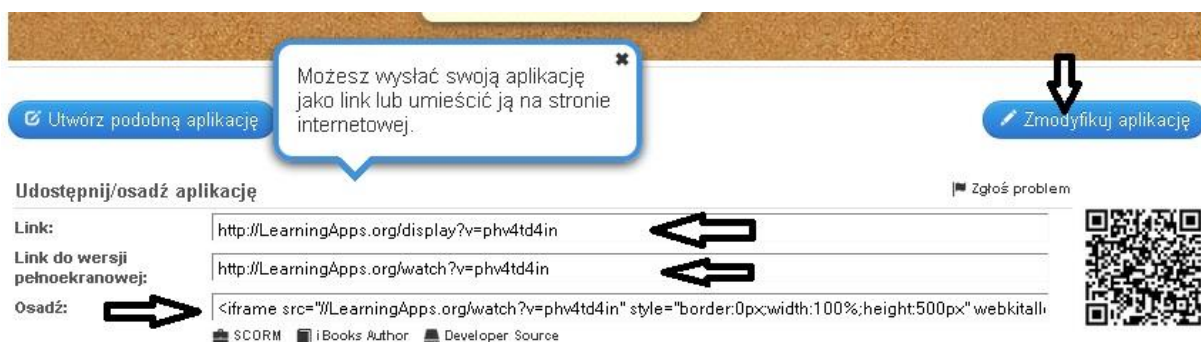 Możesz wysłać swoją aplikację
jako link lub umieścić ją na stronie
internetowej.
Utwórz podobną aplikację
Zmodyfikuj aplikację
Udostępnij/osadź aplikację
Zgłoś problem
Link:
http://LearningApps.org/display?v=phv4td4in
Link do wersji
pełnoekranowej:
http://LearningApps.org/watch?v=phv4td4in
Osadź:
<iframe src="//LearningApps.org/watch?v=phv4td4in" style="border:0px;width:100%;height:500px" webkitall
SCORM iBooks Author Developer Source